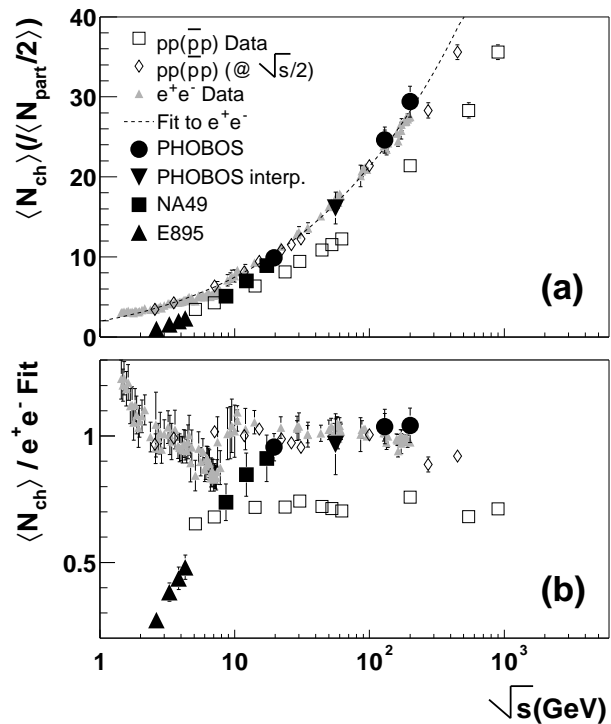 ⟨N_ch⟩(/⟨N_part/2⟩)
40
30
20
10
0
pp(p̅p) Data
pp(p̅p) (@ √s/2)
e⁺e⁻ Data
Fit to e⁺e⁻
PHOBOS
PHOBOS interp.
NA49
E895
(a)
⟨N_ch⟩ / e⁺e⁻ Fit
1
0.5
(b)
1 10 10² 10³
√s(GeV)